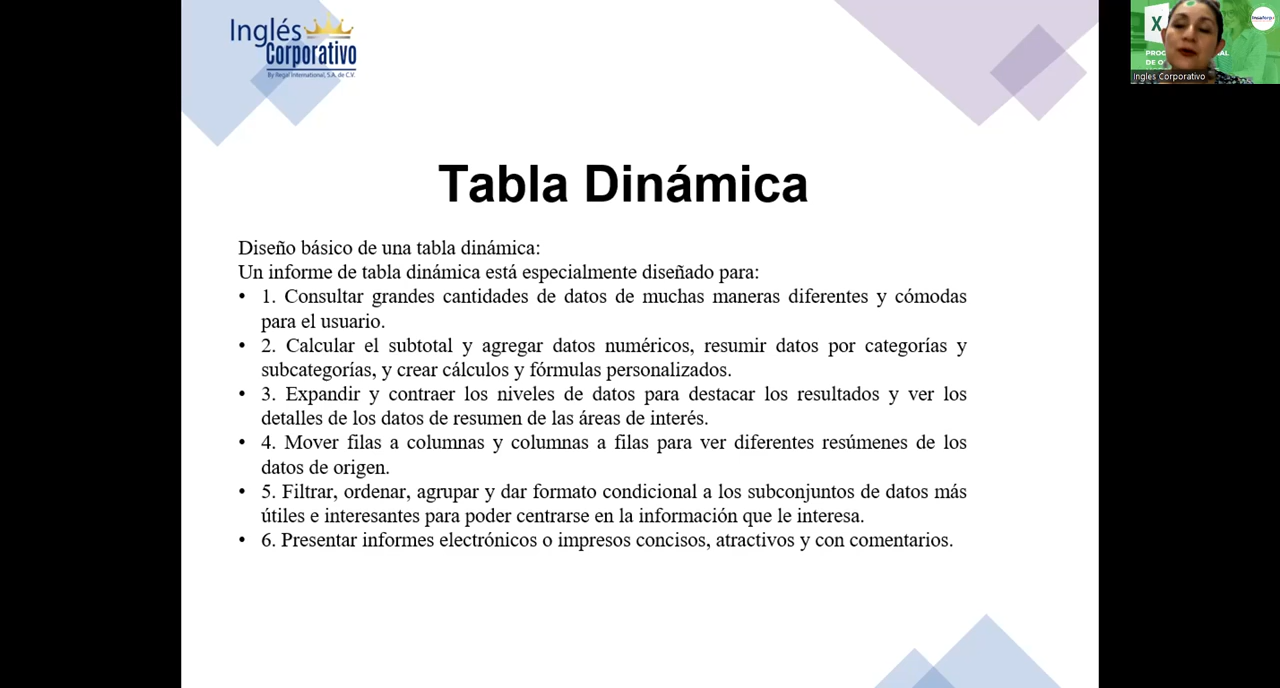 Inglés
Corporativo
By Regal International, S.A. de C.V.
Tabla Dinámica
Diseño básico de una tabla dinámica:
Un informe de tabla dinámica está especialmente diseñado para:
• 1. Consultar grandes cantidades de datos de muchas maneras diferentes y cómodas
para el usuario.
• 2. Calcular el subtotal y agregar datos numéricos, resumir datos por categorías y
subcategorías, y crear cálculos y fórmulas personalizados.
• 3. Expandir y contraer los niveles de datos para destacar los resultados y ver los
detalles de los datos de resumen de las áreas de interés.
• 4. Mover filas a columnas y columnas a filas para ver diferentes resúmenes de los
datos de origen.
• 5. Filtrar, ordenar, agrupar y dar formato condicional a los subconjuntos de datos más
útiles e interesantes para poder centrarse en la información que le interesa.
• 6. Presentar informes electrónicos o impresos concisos, atractivos y con comentarios.
X
Ingles Corporativo